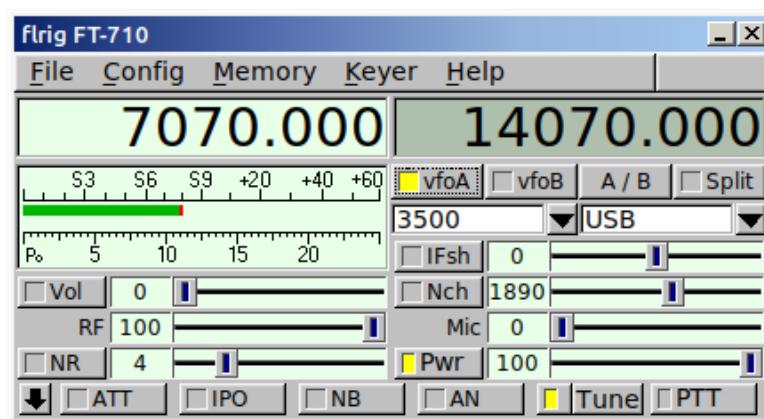 flrig FT-710
File Config Memory Keyer Help
7070.000 14070.000
S3 S6 S9 +20 +40 +60
vfoA vfoB A / B Split
3500 USB
Po 5 10 15 20
IFsh 0
Vol 0 Nch 1890
RF 100 Mic 0
NR 4 Pwr 100
ATT IPO NB AN Tune PTT